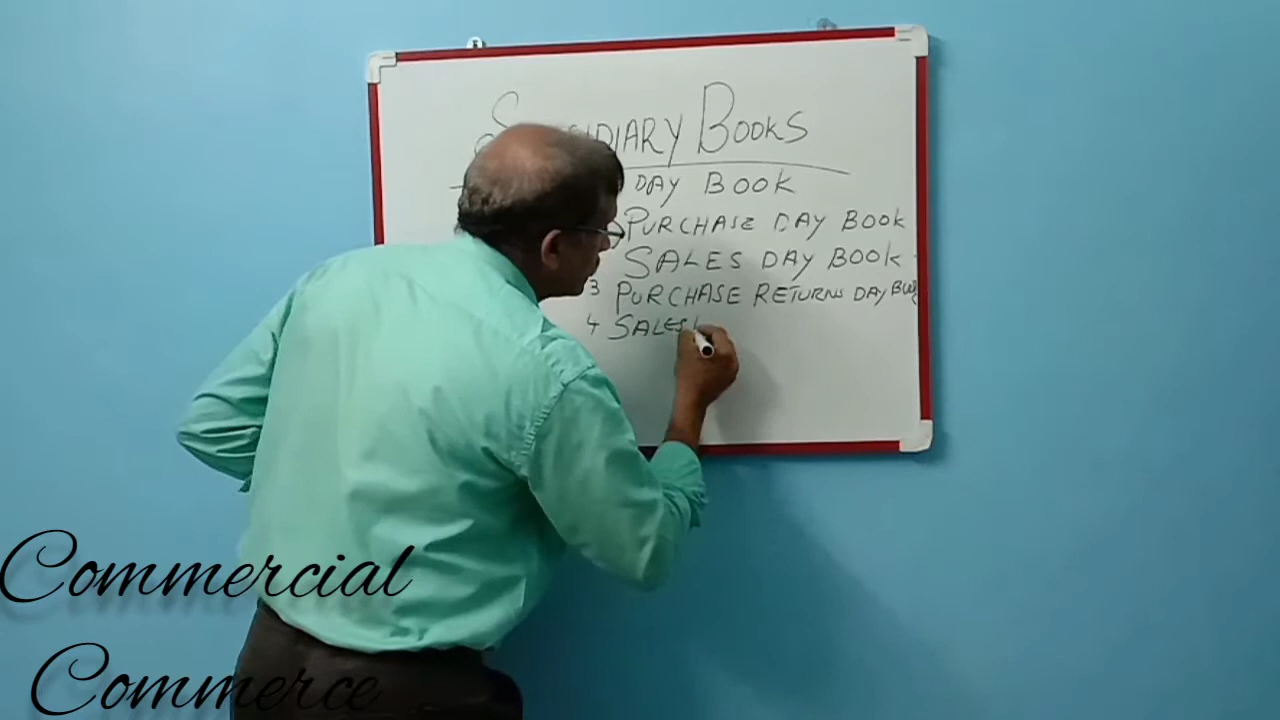 SUBSIDIARY BOOKS
DAY BOOK
PURCHASE DAY BOOK
SALES DAY BOOK
3 PURCHASE RETURNS DAY BOOK
4 SALES
Commercial
Commerce